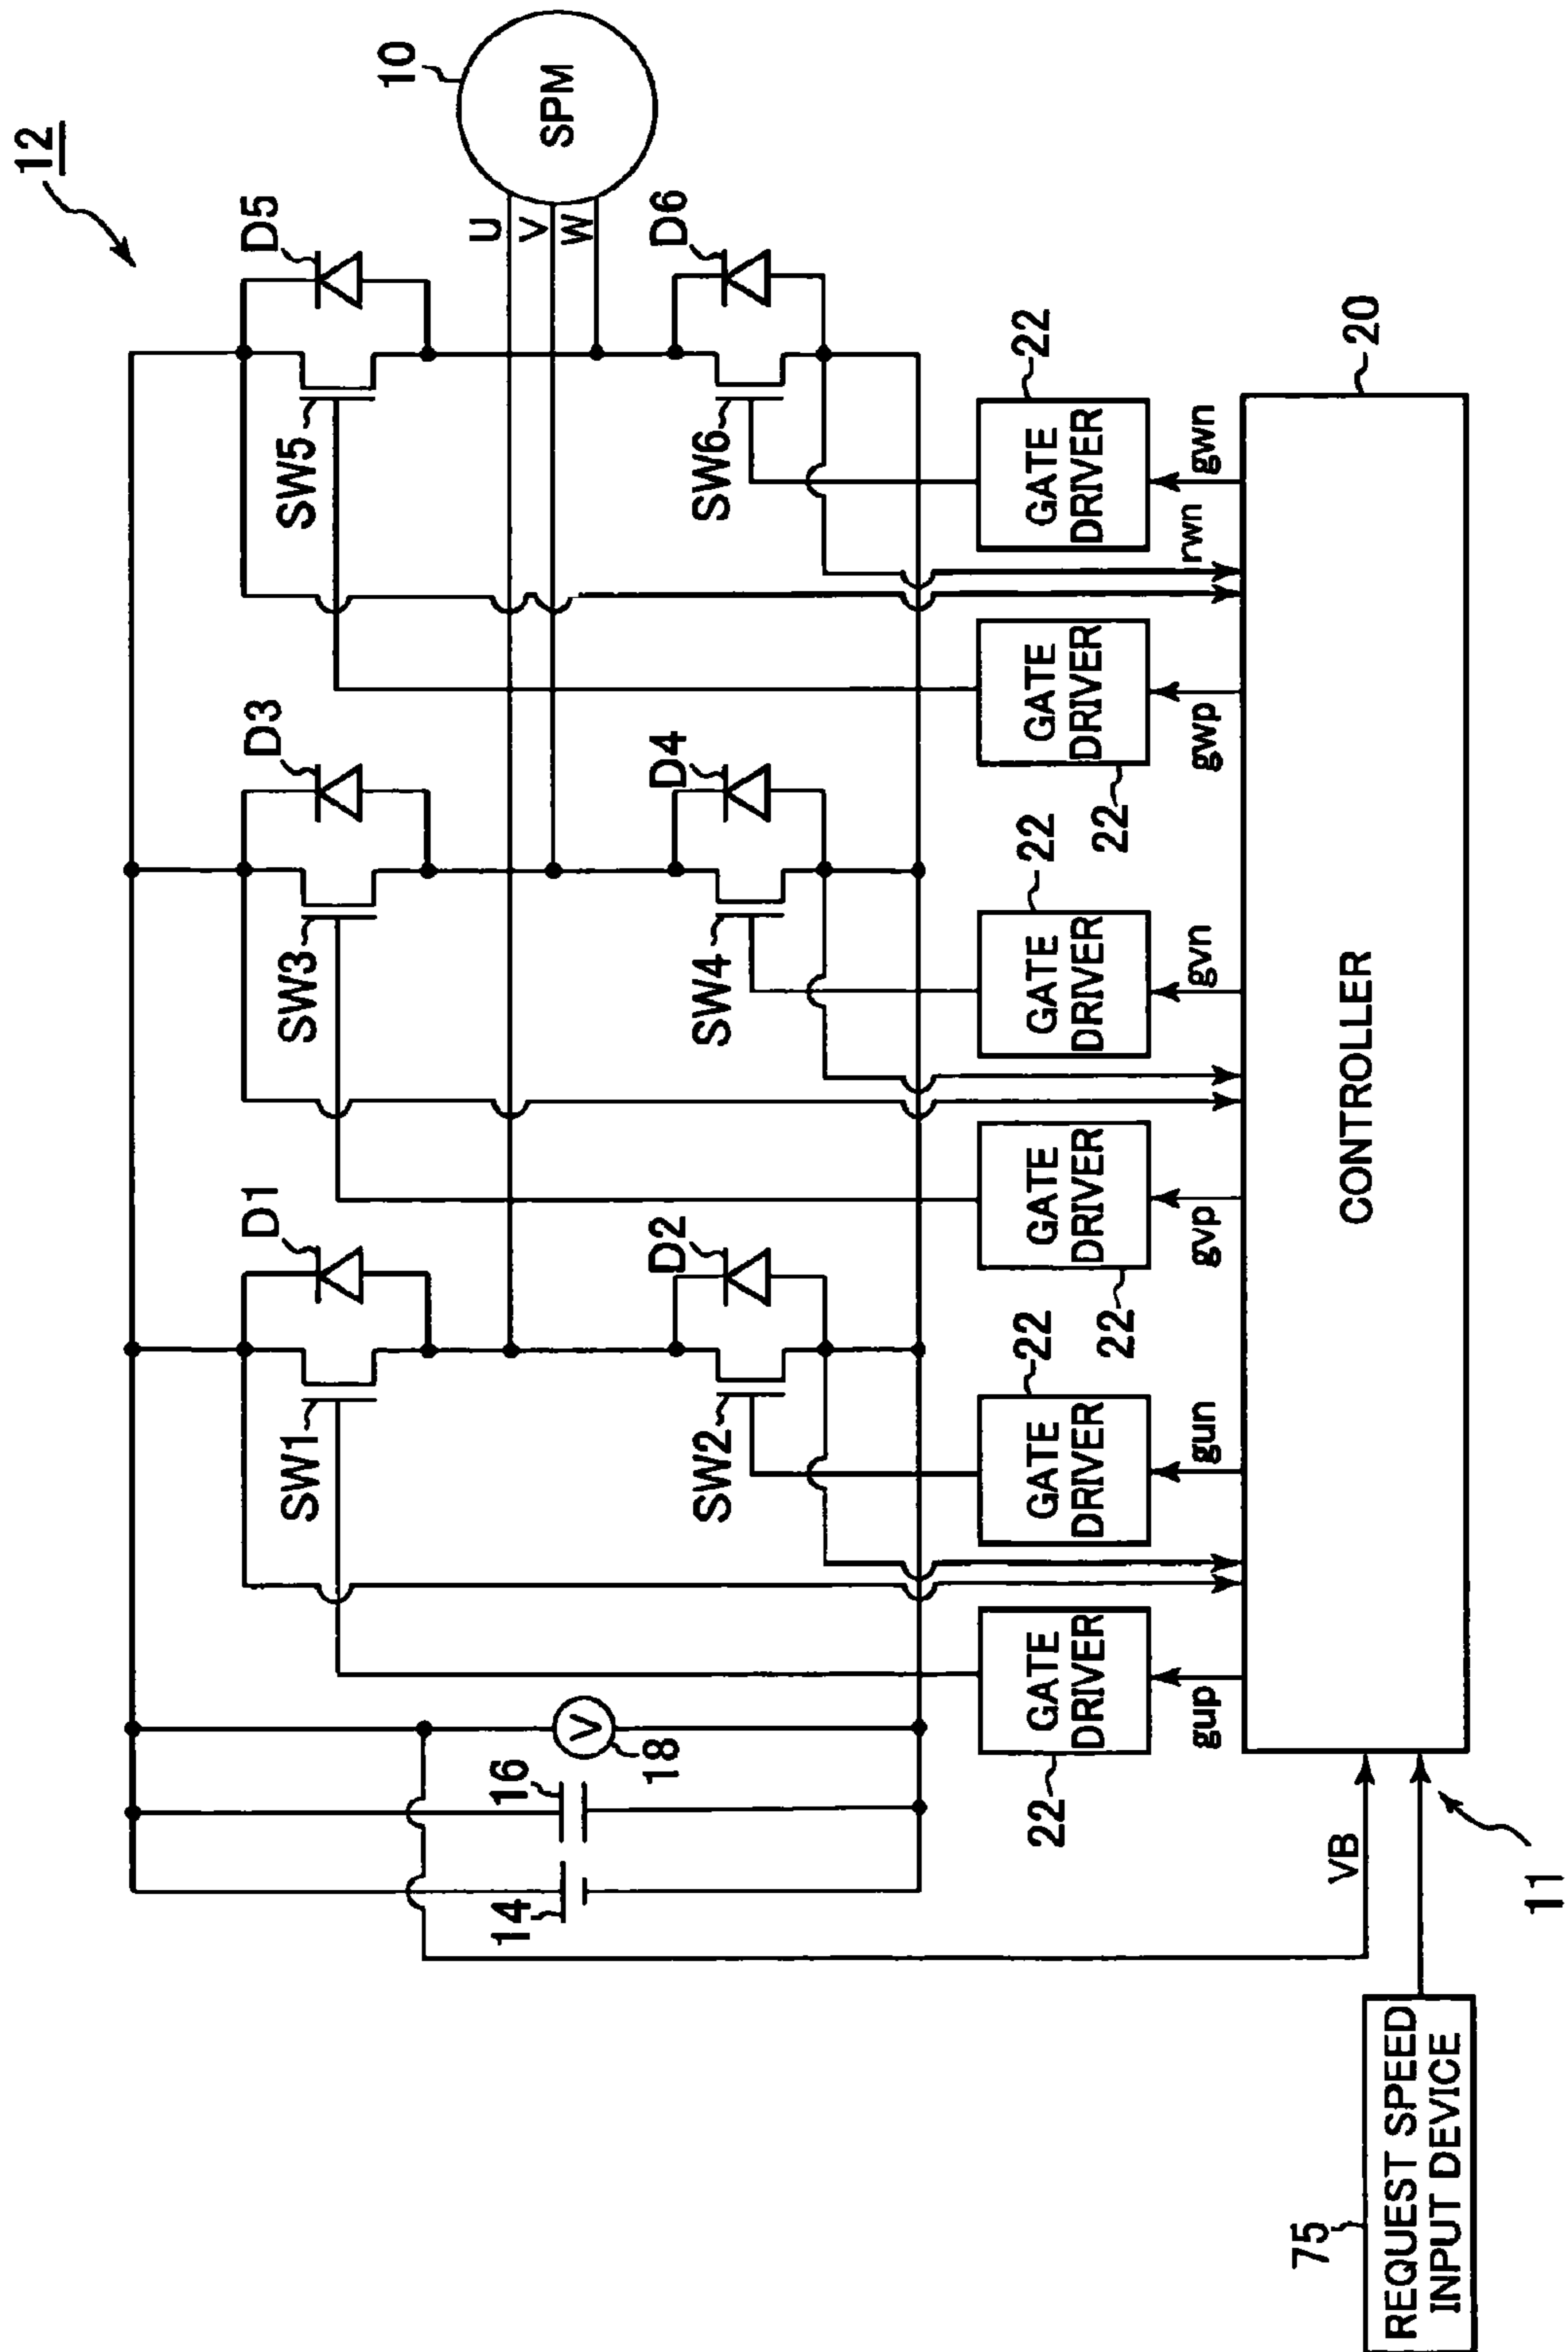 12
10
SPM
U
V
W
D5
D6
SW5
SW6
D3
D4
SW3
SW4
D1
D2
SW1
SW2
16
14
V
18
22
GATE
DRIVER
gup
22
GATE
DRIVER
gun
22
GATE
DRIVER
gvp
22
GATE
DRIVER
gvn
22
GATE
DRIVER
gwp
22
GATE
DRIVER
gwn
rwn
20
CONTROLLER
VB
11
75
REQUEST SPEED
INPUT DEVICE